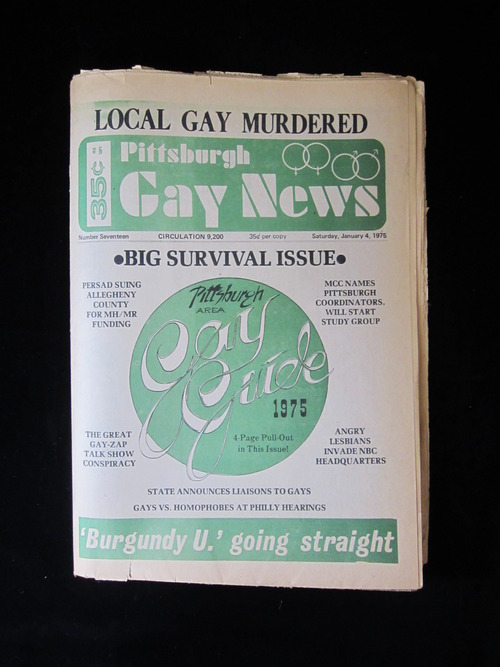 LOCAL GAY MURDERED
35¢
Pittsburgh
Gay News
Number Seventeen CIRCULATION 9,200 35¢ per copy Saturday, January 4, 1975
•BIG SURVIVAL ISSUE•
PERSAD SUING
ALLEGHENY
COUNTY
FOR MH/MR
FUNDING
Pittsburgh
AREA
Gay
Guide
1975
4 Page Pull-Out
in This Issue!
MCC NAMES
PITTSBURGH
COORDINATORS.
WILL START
STUDY GROUP
THE GREAT
GAY-ZAP
TALK SHOW
CONSPIRACY
ANGRY
LESBIANS
INVADE NBC
HEADQUARTERS
STATE ANNOUNCES LIAISONS TO GAYS
GAYS VS. HOMOPHOBES AT PHILLY HEARINGS
'Burgundy U.' going straight